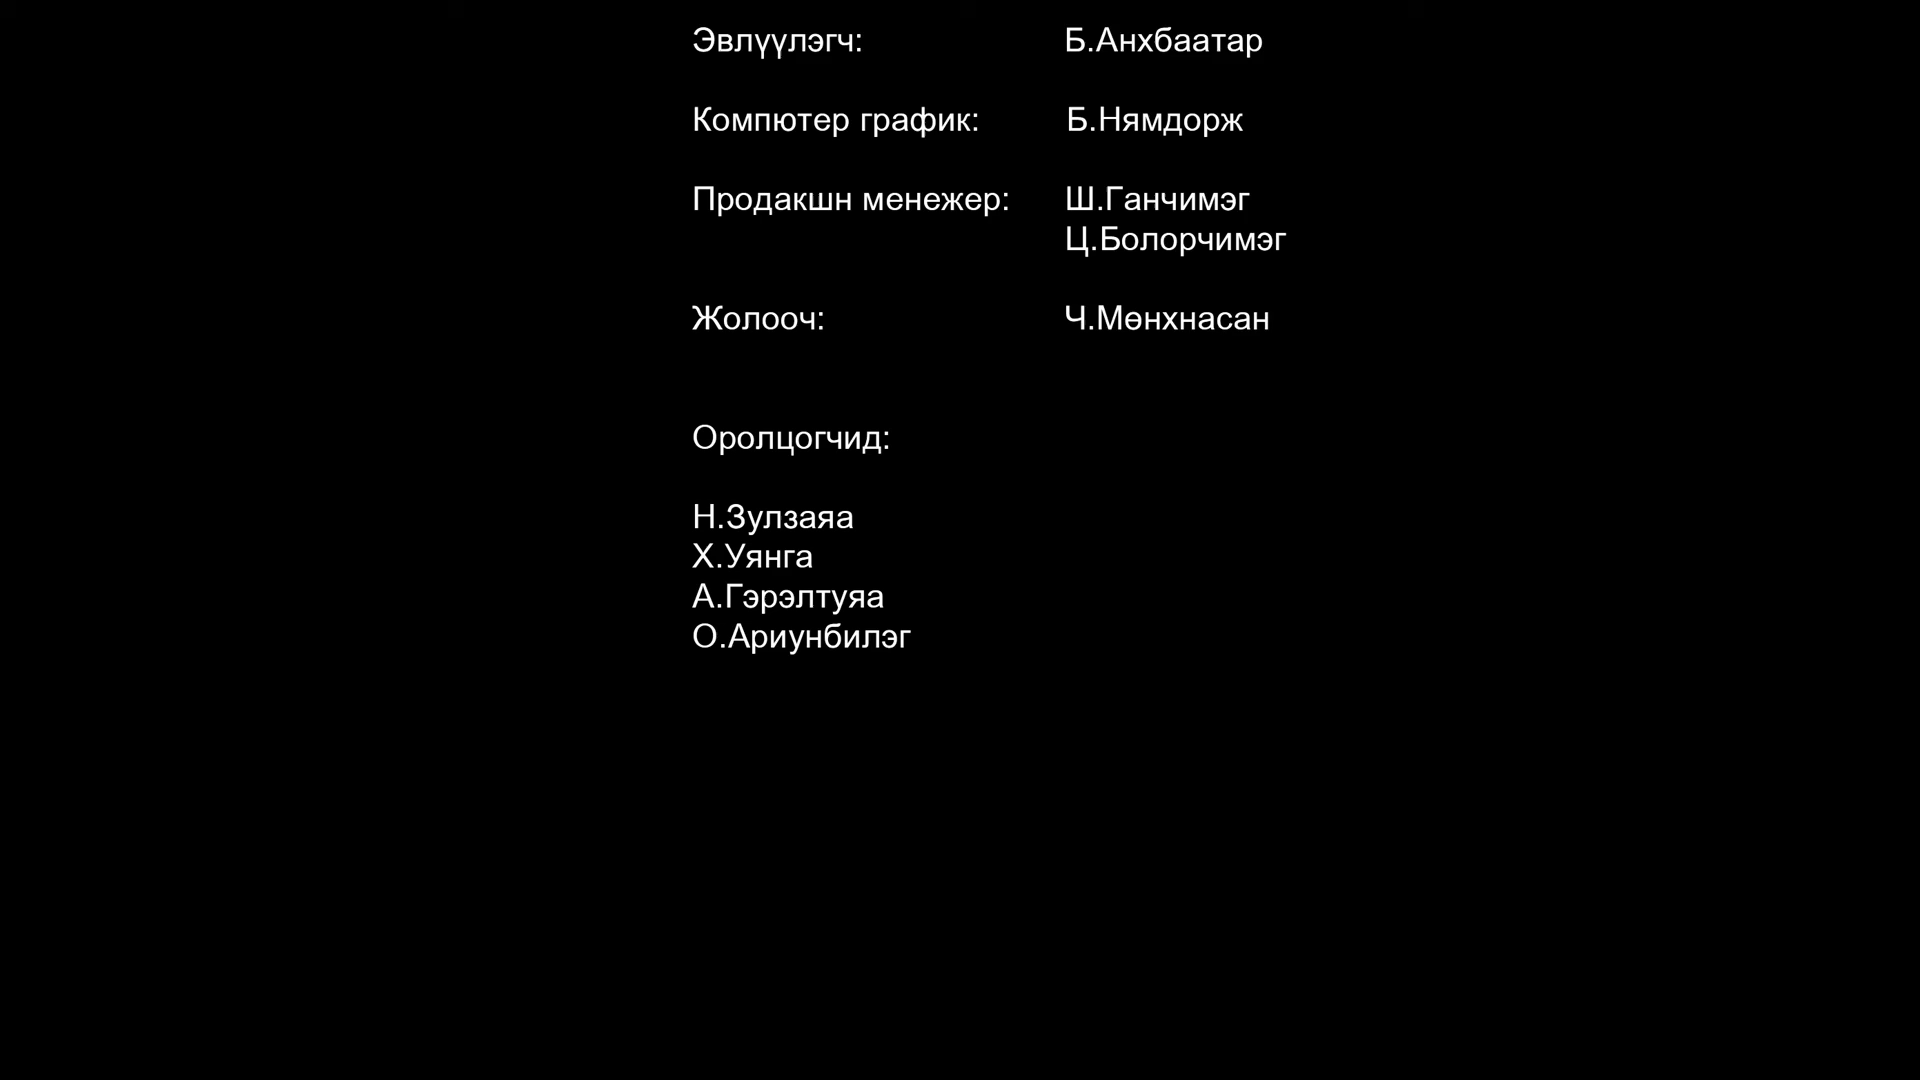 Эвлүүлэгч: Б.Анхбаатар
Компютер график: Б.Нямдорж
Продакшн менежер: Ш.Ганчимэг
Ц.Болорчимэг
Жолооч: Ч.Мөнхнасан
Оролцогчид:
Н.Зулзаяа
Х.Уянга
А.Гэрэлтуяа
О.Ариунбилэг